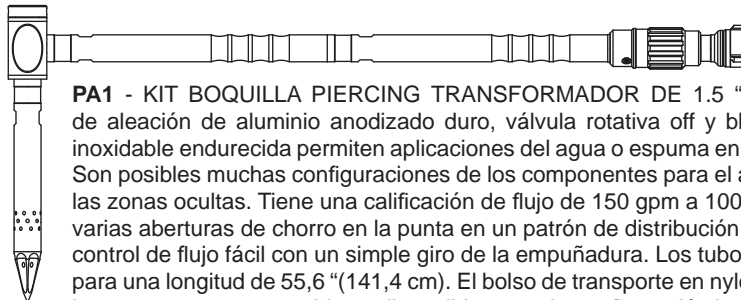 PA1 - KIT BOQUILLA PIERCING TRANSFORMADOR DE 1.5 “
de aleación de aluminio anodizado duro, válvula rotativa off y
inoxidable endurecida permiten aplicaciones del agua o espuma en
Son posibles muchas configuraciones de los componentes para el
las zonas ocultas. Tiene una calificación de flujo de 150 gpm a 100
varias aberturas de chorro en la punta en un patrón de distribución
control de flujo fácil con un simple giro de la empuñadura. Los
para una longitud de 55,6 “(141,4 cm). El bolso de transporte en